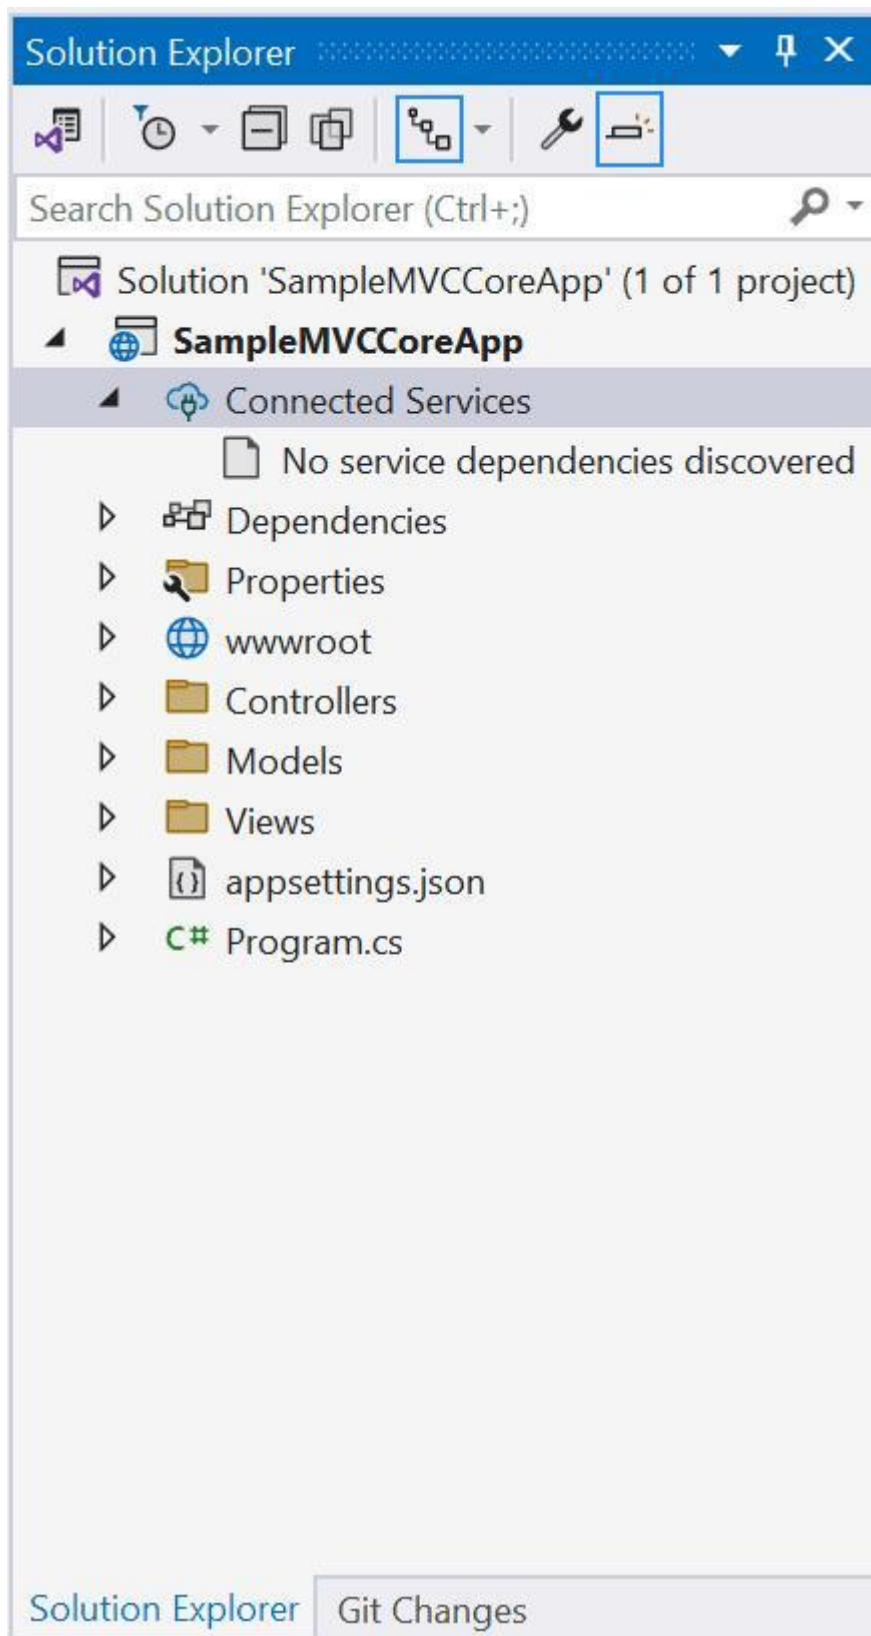 Solution Explorer
Search Solution Explorer (Ctrl+;)
Solution 'SampleMVCCoreApp' (1 of 1 project)
SampleMVCCoreApp
Connected Services
No service dependencies discovered
Dependencies
Properties
wwwroot
Controllers
Models
Views
{} appsettings.json
C# Program.cs
Solution Explorer Git Changes